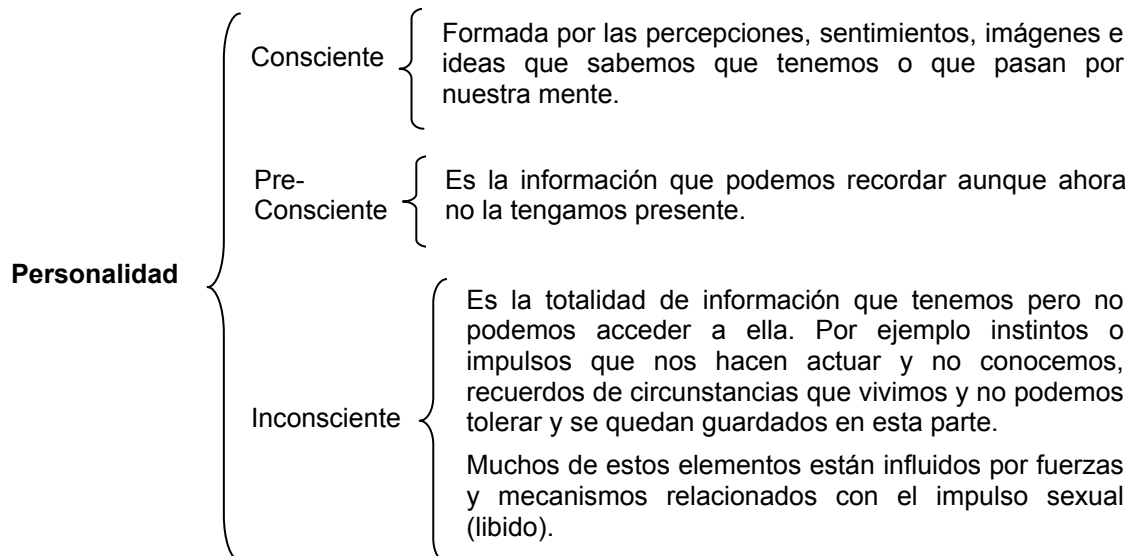 Consciente
Formada por las percepciones, sentimientos, imágenes e
ideas que sabemos que tenemos o que pasan por
nuestra mente.
Pre-
Consciente
Es la información que podemos recordar aunque ahora
no la tengamos presente.
Personalidad
Inconsciente
Es la totalidad de información que tenemos pero no
podemos acceder a ella. Por ejemplo instintos o
impulsos que nos hacen actuar y no conocemos,
recuerdos de circunstancias que vivimos y no podemos
tolerar y se quedan guardados en esta parte.
Muchos de estos elementos están influidos por fuerzas
y mecanismos relacionados con el impulso sexual
(libido).